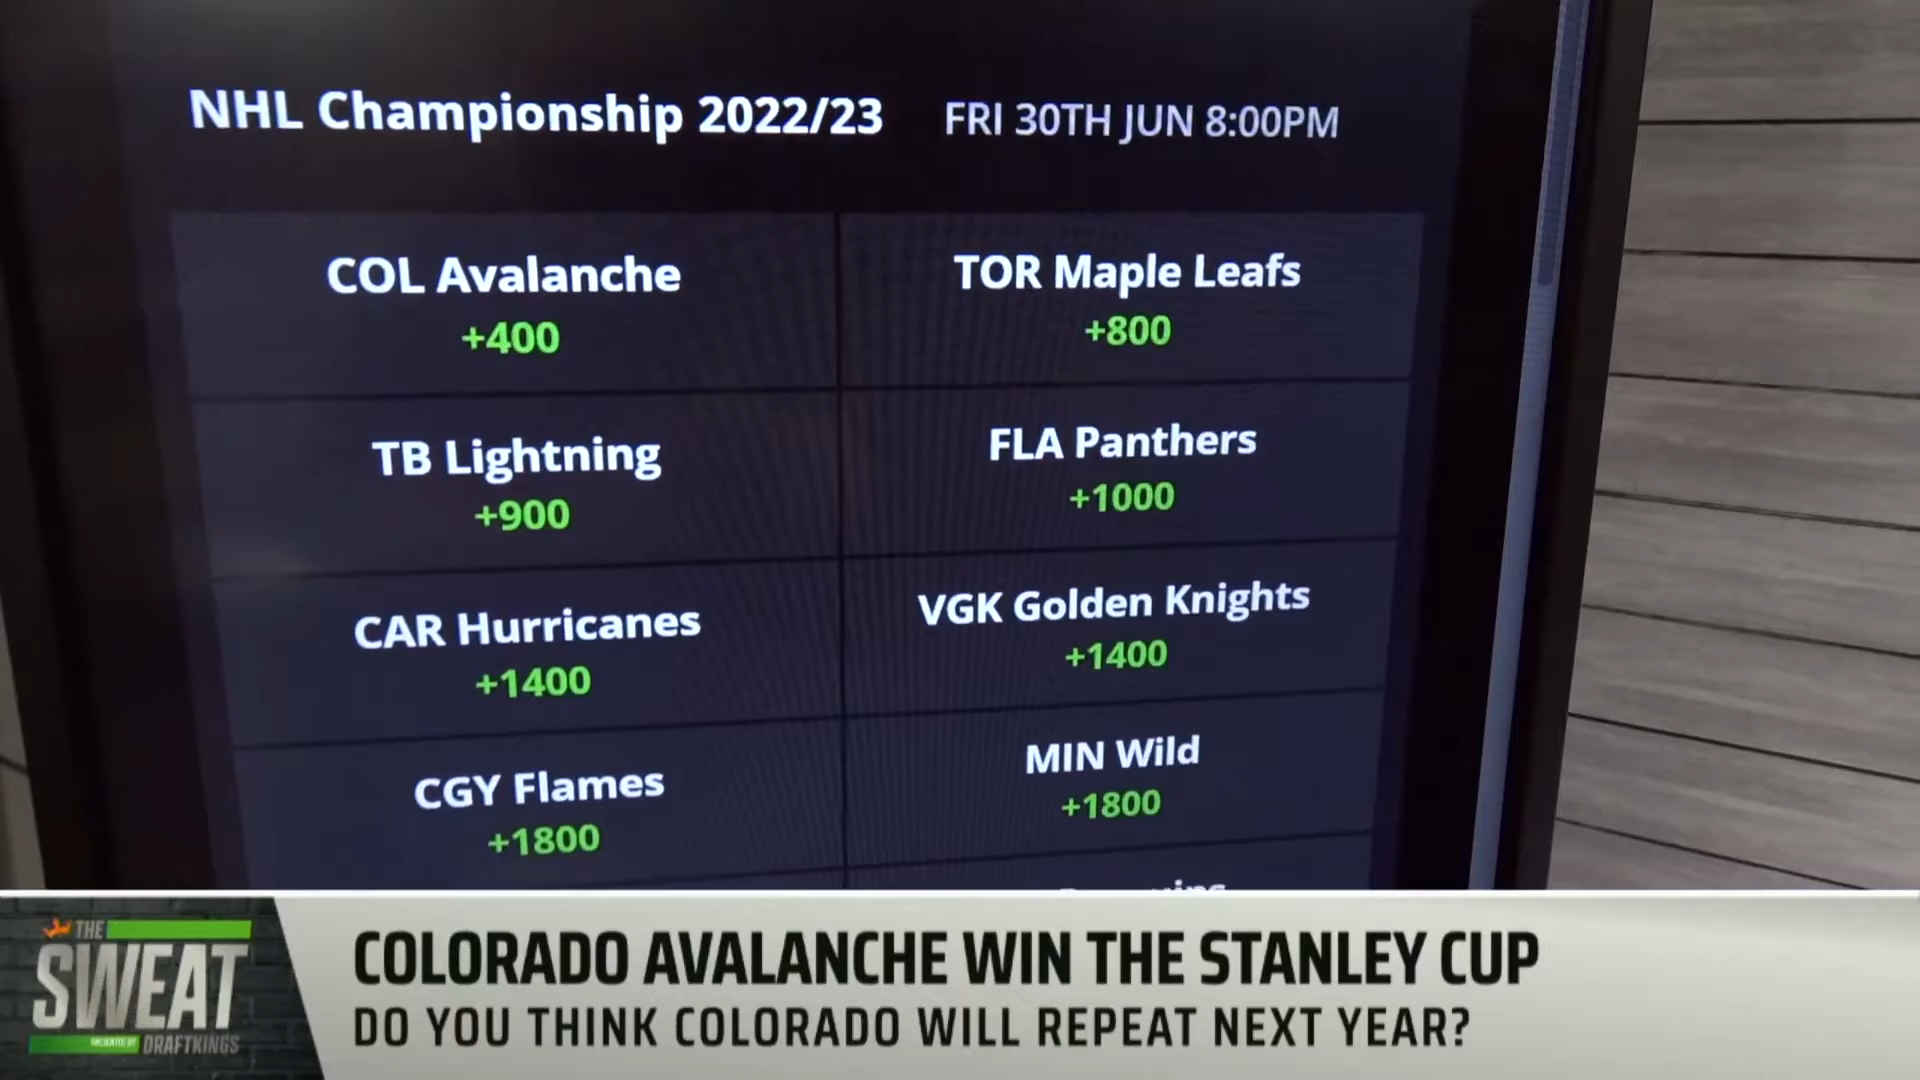 NHL Championship 2022/23 FRI 30TH JUN 8:00PM
COL Avalanche
+400
TOR Maple Leafs
+800
TB Lightning
+900
FLA Panthers
+1000
CAR Hurricanes
+1400
VGK Golden Knights
+1400
CGY Flames
+1800
MIN Wild
+1800
THE
SWEAT
PRESENTED BY DRAFTKINGS
COLORADO AVALANCHE WIN THE STANLEY CUP
DO YOU THINK COLORADO WILL REPEAT NEXT YEAR?